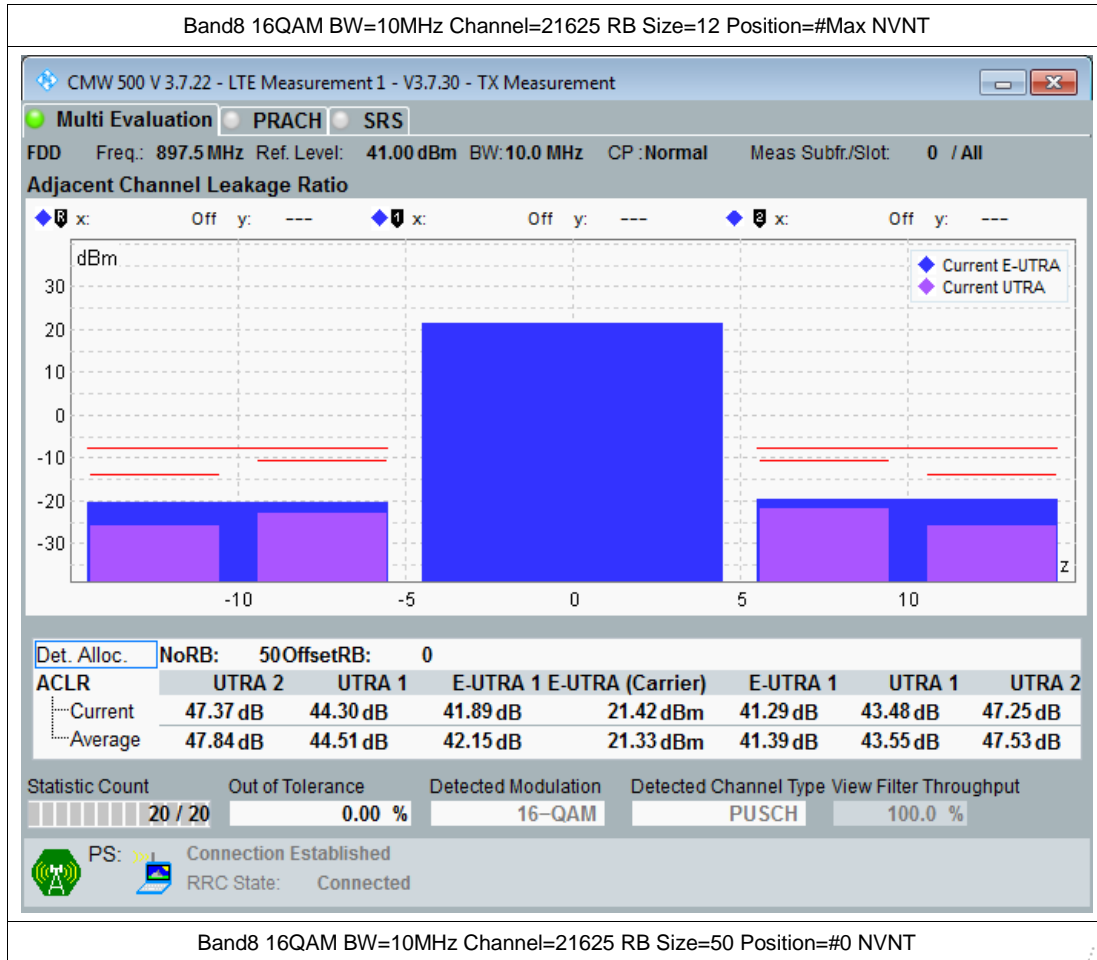 Band8 16QAM BW=10MHz Channel=21625 RB Size=12 Position=#Max NVNT
CMW 500 V 3.7.22 - LTE Measurement 1 - V3.7.30 - TX Measurement
Multi Evaluation PRACH SRS
FDD Freq.: 897.5 MHz Ref. Level: 41.00 dBm BW: 10.0 MHz CP : Normal Meas Subfr./Slot: 0 / All
Adjacent Channel Leakage Ratio
R x: Off y: --- 1 x: Off y: --- 2 x: Off y: ---
dBm
Current E-UTRA
Current UTRA
30
20
10
0
-10
-20
-30
z
-10 -5 0 5 10
Det. Alloc. NoRB: 50 OffsetRB: 0
ACLR UTRA 2 UTRA 1 E-UTRA 1 E-UTRA (Carrier) E-UTRA 1 UTRA 1 UTRA 2
Current 47.37 dB 44.30 dB 41.89 dB 21.42 dBm 41.29 dB 43.48 dB 47.25 dB
Average 47.84 dB 44.51 dB 42.15 dB 21.33 dBm 41.39 dB 43.55 dB 47.53 dB
Statistic Count Out of Tolerance Detected Modulation Detected Channel Type View Filter Throughput
20 / 20 0.00 % 16-QAM PUSCH 100.0 %
PS: Connection Established
RRC State: Connected
Band8 16QAM BW=10MHz Channel=21625 RB Size=50 Position=#0 NVNT